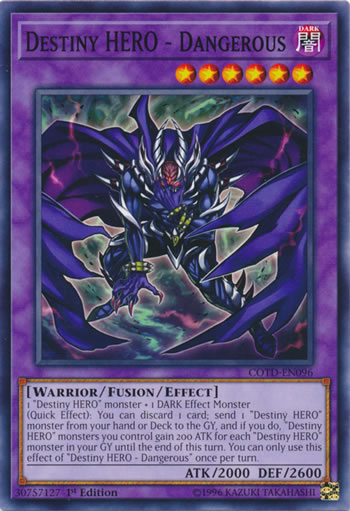 DESTINY HERO - DANGEROUS
DARK
闇
COTD-EN096
[WARRIOR/FUSION/EFFECT]
1 "Destiny HERO" monster + 1 DARK Effect Monster
(Quick Effect): You can discard 1 card; send 1 "Destiny HERO"
monster from your hand or Deck to the GY, and if you do, "Destiny
HERO" monsters you control gain 200 ATK for each "Destiny HERO"
monster in your GY until the end of this turn. You can only use this
effect of "Destiny HERO - Dangerous" once per turn.
ATK/2000 DEF/2600
30757127 1st Edition ©1996 KAZUKI TAKAHASHI